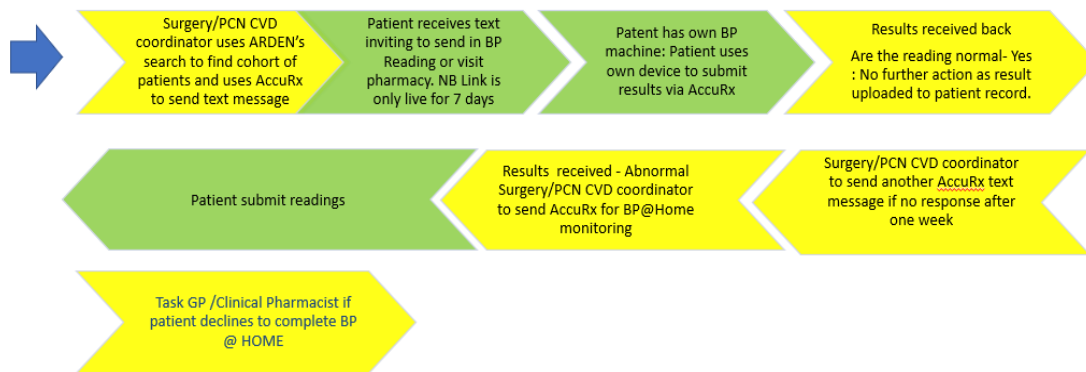 Surgery/PCN CVD
coordinator uses ARDEN's
search to find cohort of
patients and uses AccuRx
to send text message
Patient receives text
inviting to send in BP
Reading or visit
pharmacy. NB Link is
only live for 7 days
Patent has own BP
machine: Patient uses
own device to submit
results via AccuRx
Results received back
Are the reading normal- Yes
: No further action as result
uploaded to patient record.
Patient submit readings
Results received - Abnormal
Surgery/PCN CVD coordinator
to send AccuRx for BP@Home
monitoring
Surgery/PCN CVD coordinator
to send another AccuRx text
message if no response after
one week
Task GP /Clinical Pharmacist if
patient declines to complete BP
@ HOME